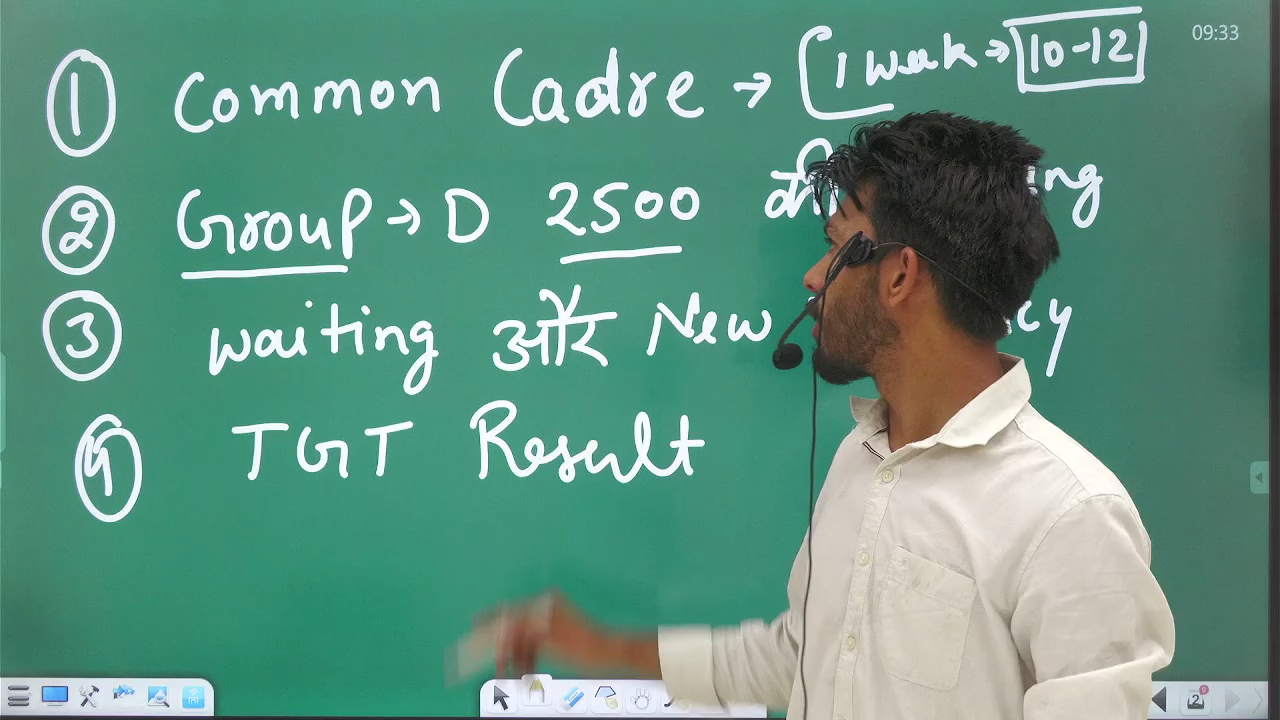 09:33
① Common Cadre → [1 week → 10-12
② Group → D 2500
③ waiting और New
④ TGT Result
2